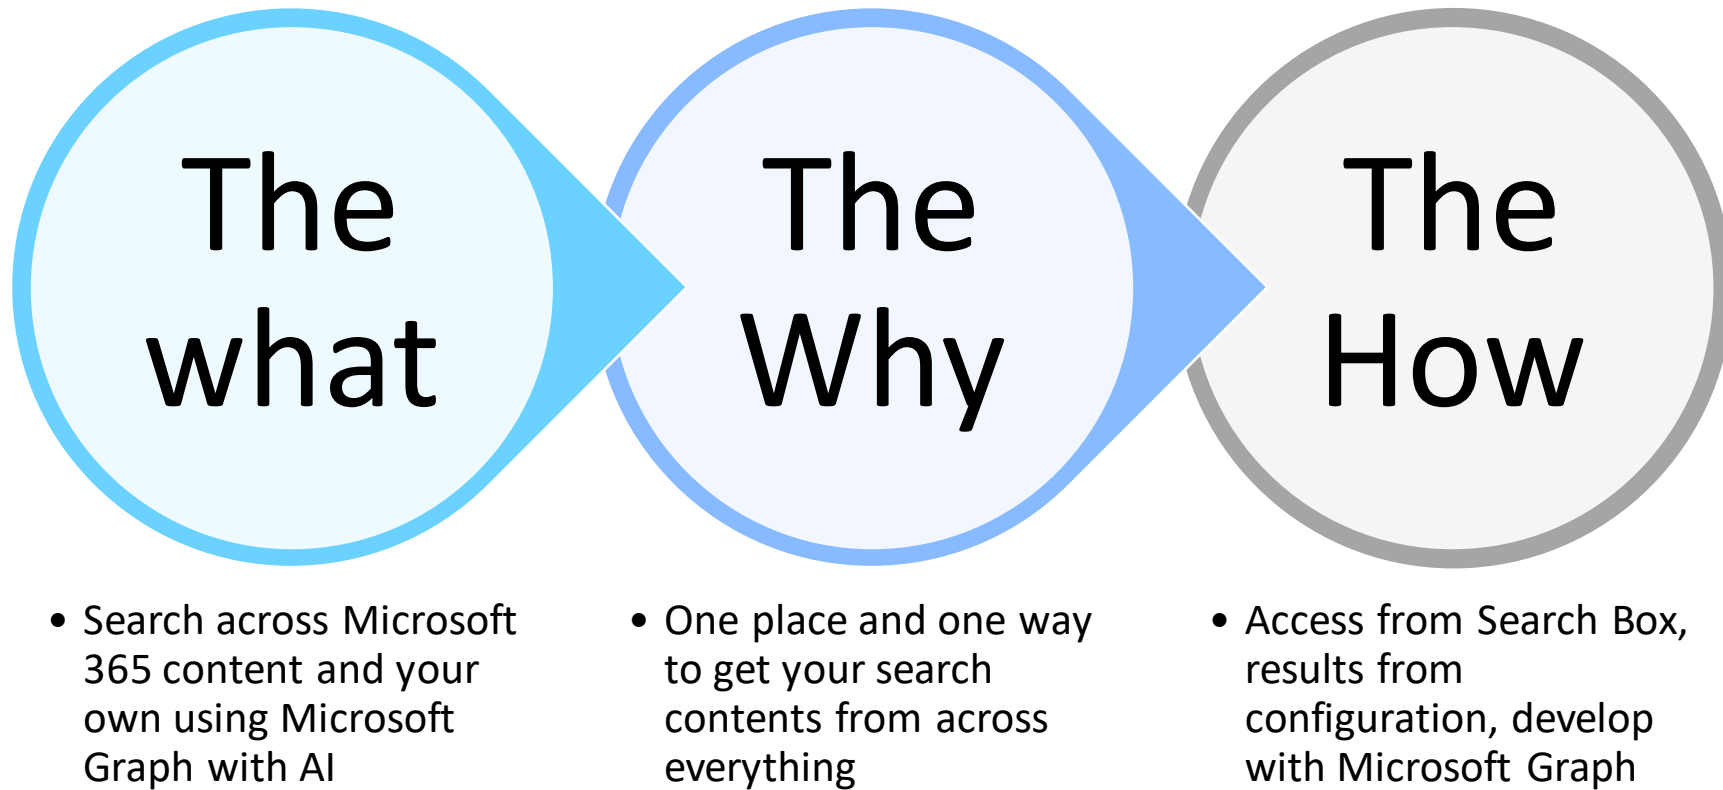 The
what
The
Why
The
How
• Search across Microsoft
365 content and your
own using Microsoft
Graph with AI
• One place and one way
to get your search
contents from across
everything
• Access from Search Box,
results from
configuration, develop
with Microsoft Graph